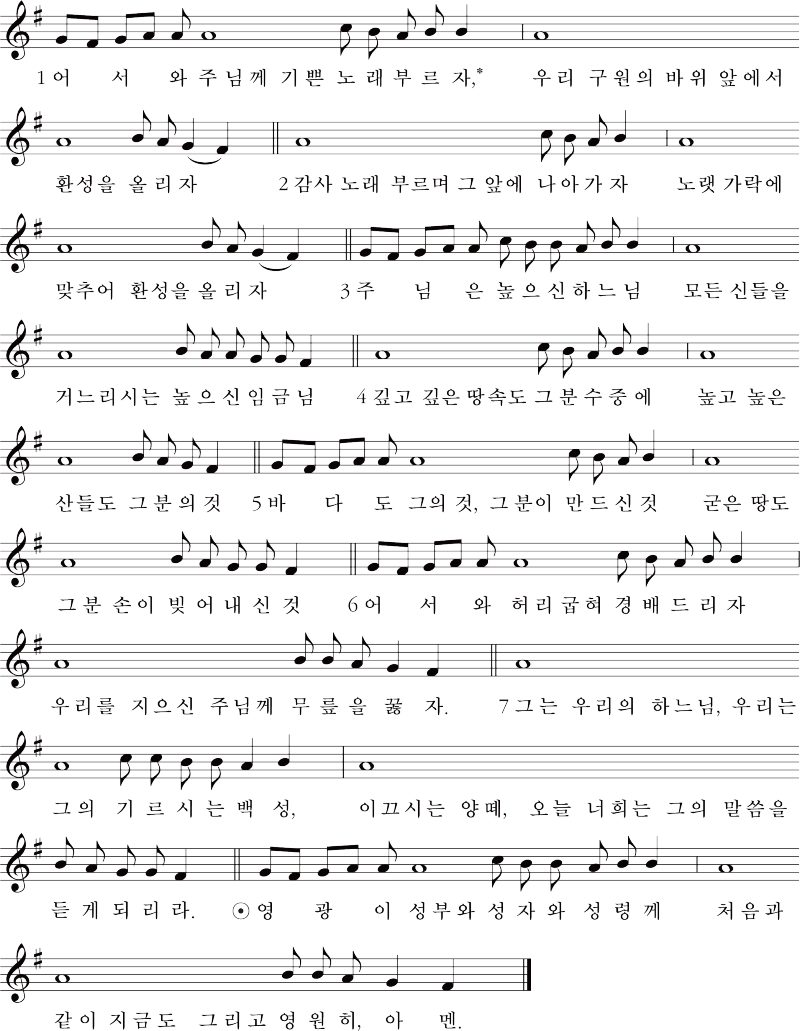 1어 서 와 주님께 기쁜 노래부르자,* 우리 구원의 바위 앞에서
환성을 올리자 2감사 노래 부르며 그 앞에 나아가자 노랫가락에
맞추어 환성을 올리자 3주 님 은 높으신하느님 모든 신들을
거느리시는 높으신임금님 4깊고 깊은 땅속도 그분수중에 높고 높은
산들도 그분의것 5바 다 도 그의 것, 그분이 만드신것 굳은 땅도
그분 손이 빚어내신것 6어 서 와 허리굽혀 경배드리자
우리를 지으신 주님께 무릎을 꿇자. 7그는 우리의 하느님, 우리는
그의 기르시는백성, 이끄시는 양떼, 오늘 너희는 그의 말씀을
듣게되리라. ☉영 광 이 성부와 성자와 성령께 처음과
같이 지금도 그리고 영원히, 아멘.